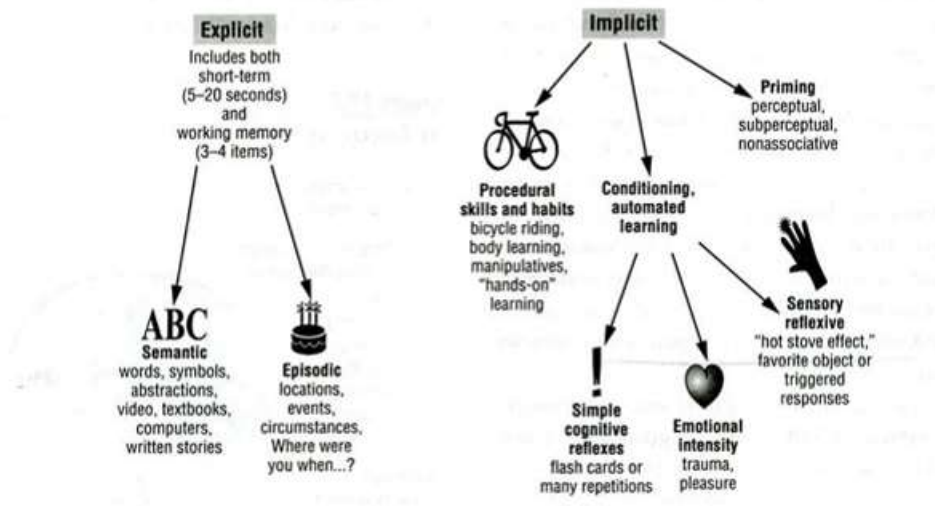 Explicit
Includes both
short-term
(5–20 seconds)
and
working memory
(3–4 items)
ABC
Semantic
words, symbols,
abstractions,
video, textbooks,
computers,
written stories
Episodic
locations,
events,
circumstances,
Where were
you when...?
Implicit
Procedural
skills and habits
bicycle riding,
body learning,
manipulatives,
"hands-on"
learning
Conditioning,
automated
learning
Priming
perceptual,
subperceptual,
nonassociative
!
Simple
cognitive
reflexes
flash cards or
many repetitions
Emotional
intensity
trauma,
pleasure
Sensory
reflexive
"hot stove effect,"
favorite object or
triggered
responses